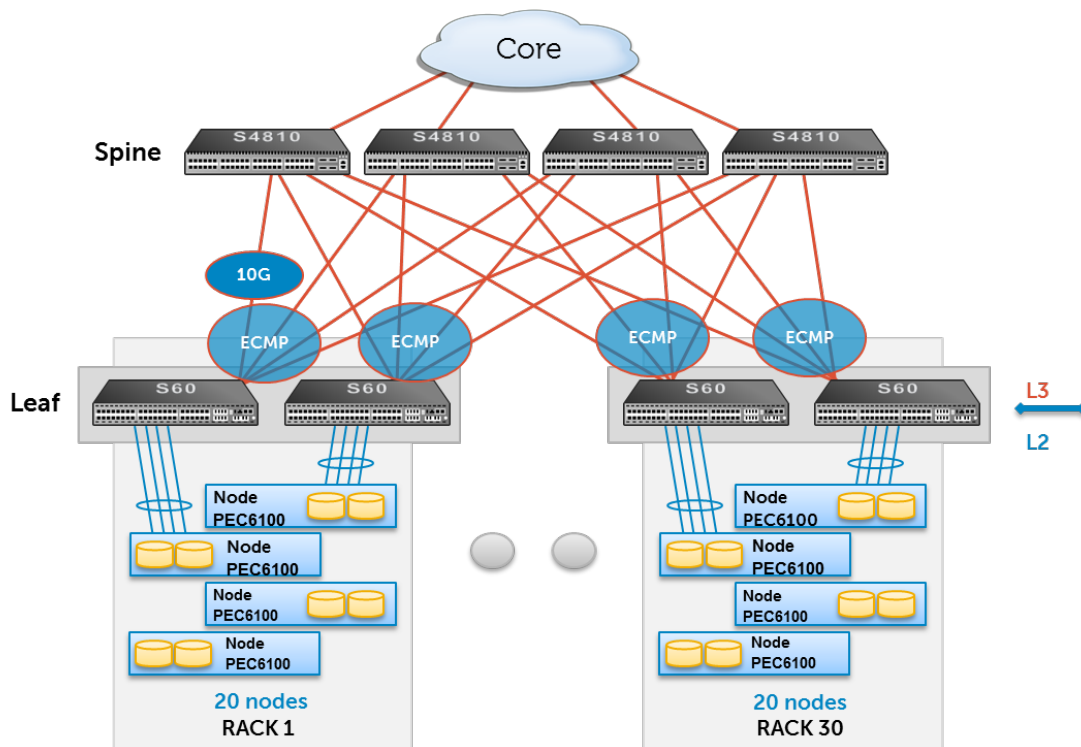 Core
Spine
S4810
S4810
S4810
S4810
10G
ECMP
ECMP
ECMP
ECMP
Leaf
S60
S60
S60
S60
L3
L2
Node
PEC6100
Node
PEC6100
Node
PEC6100
Node
PEC6100
20 nodes
RACK 1
Node
PEC6100
Node
PEC6100
Node
PEC6100
Node
PEC6100
20 nodes
RACK 30